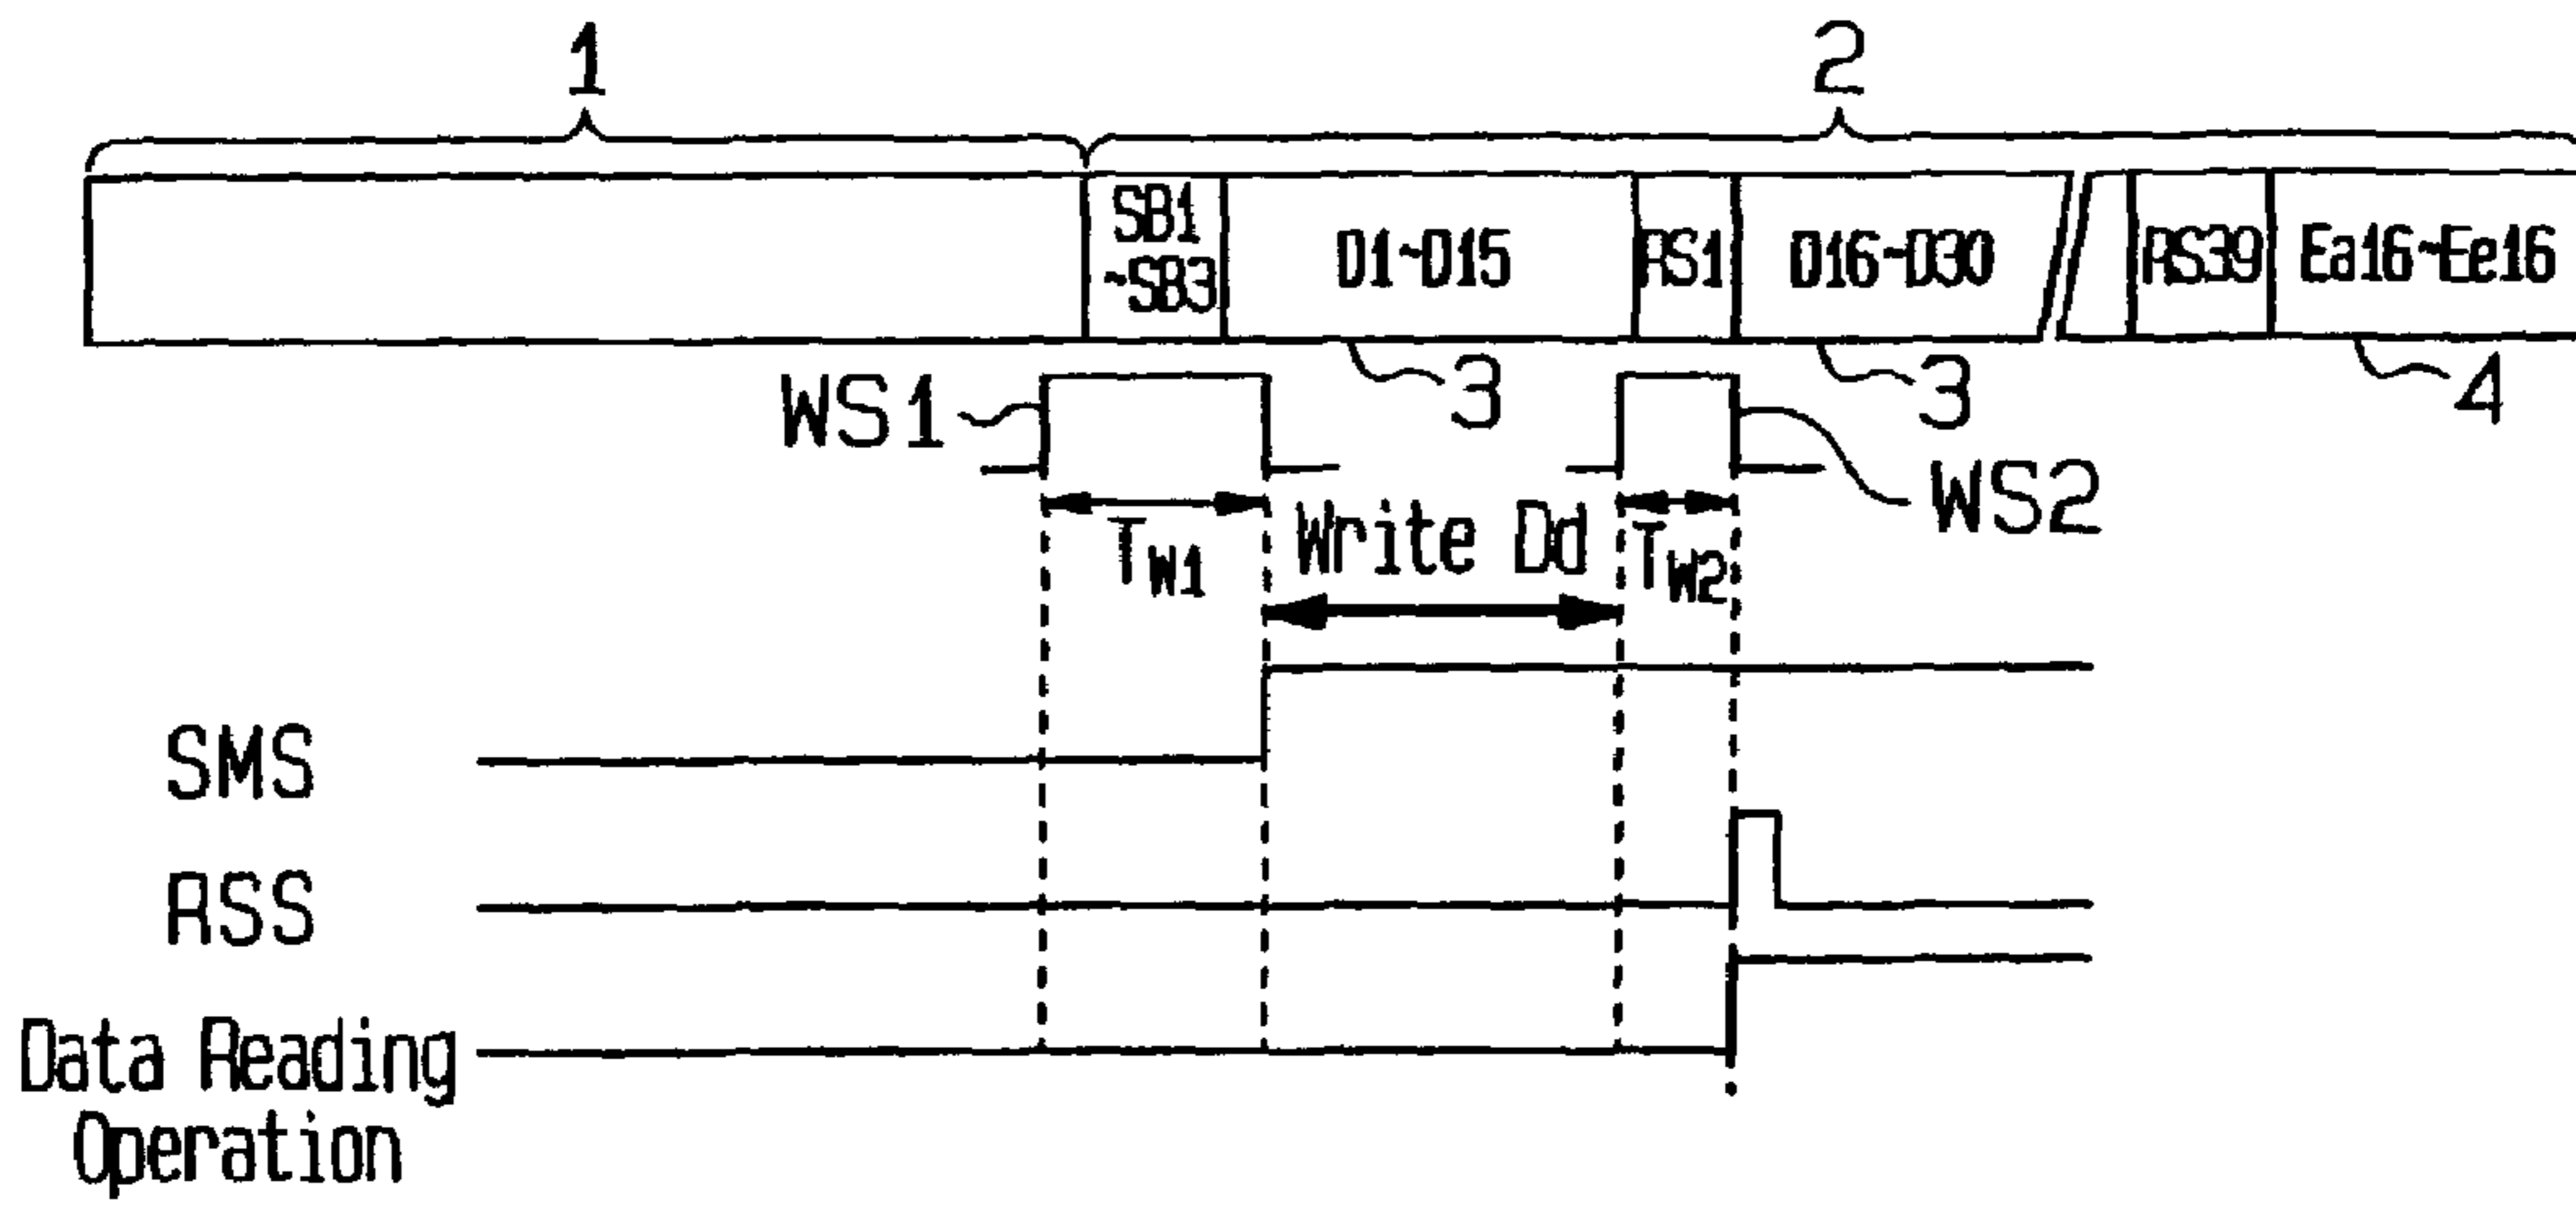 1
2
SB1
~SB3
D1~D15
RS1
D16~D30
RS39
Ea16~Ee16
3
3
4
WS1
WS2
TW1
Write Dd
TW2
SMS
RSS
Data Reading
Operation